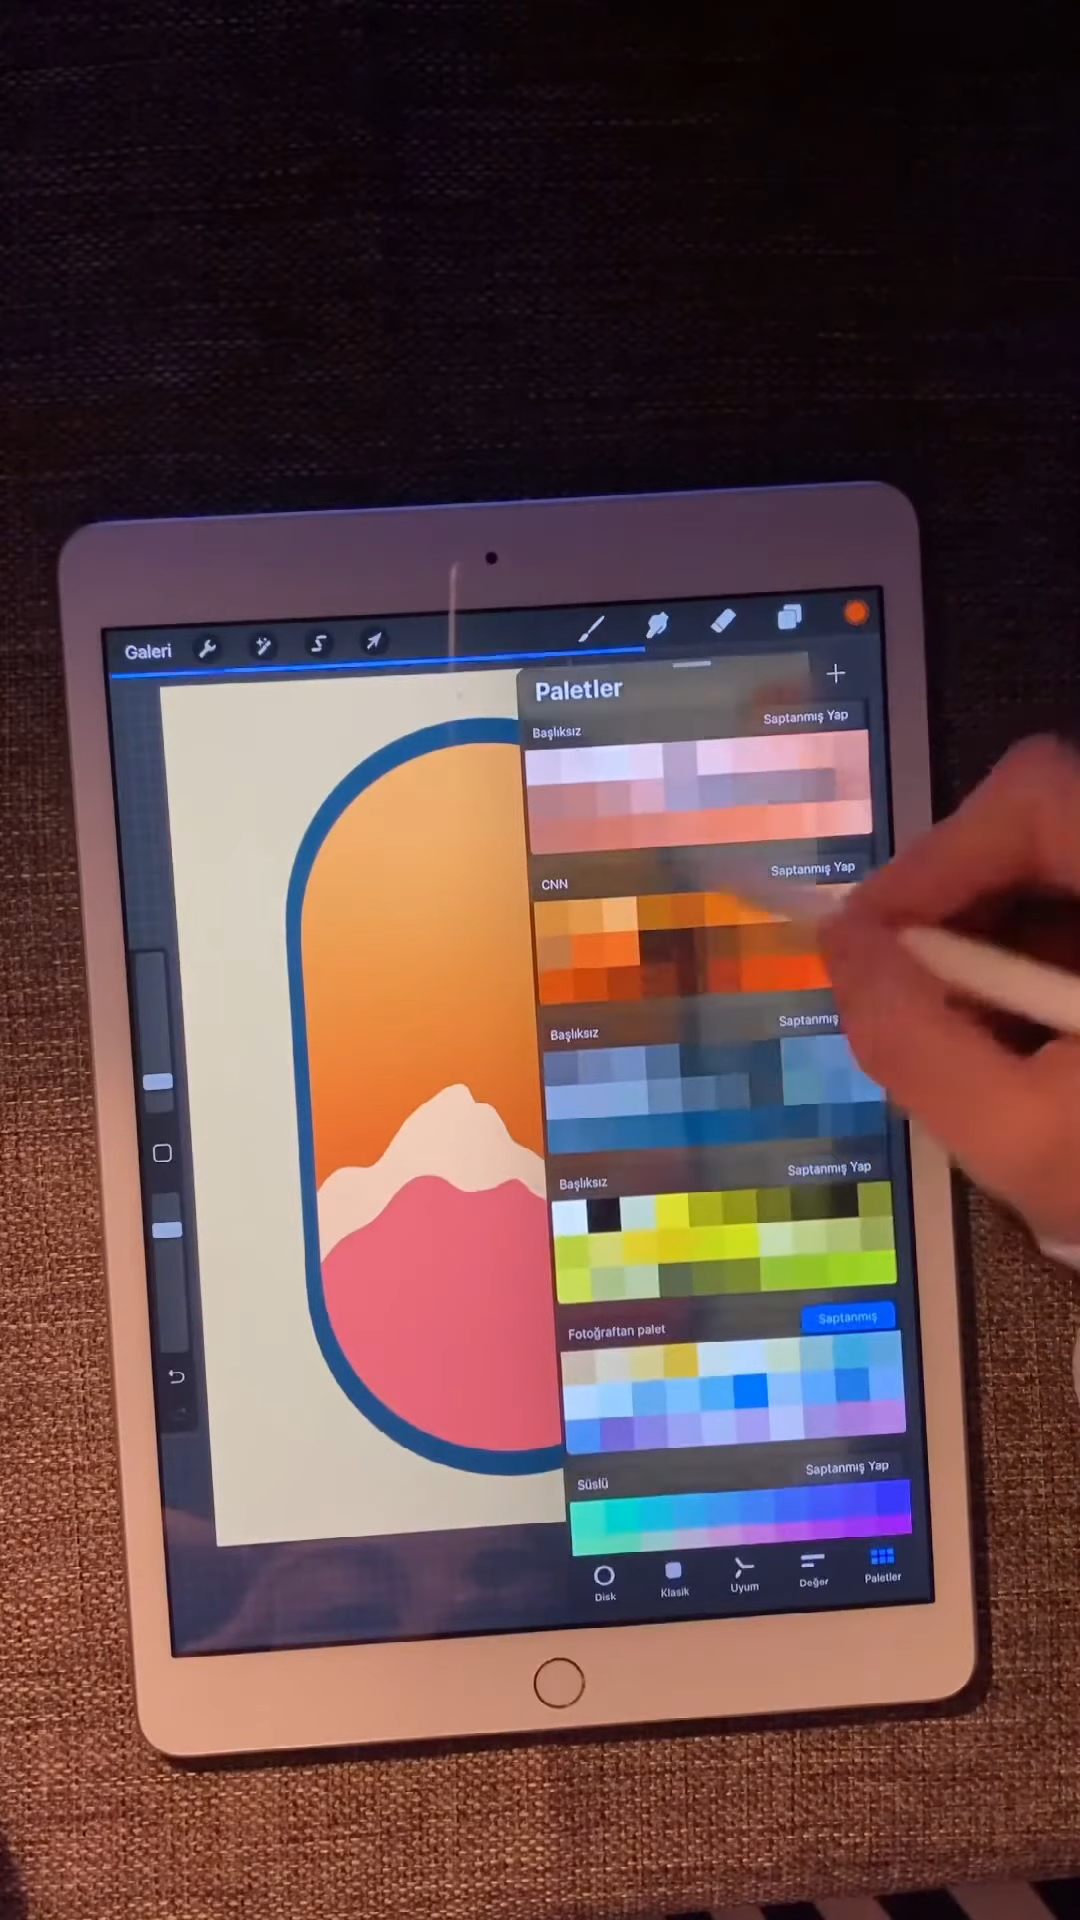 Galeri
Paletler
Başlıksız Saptanmış Yap
CNN Saptanmış Yap
Başlıksız Saptanmış
Başlıksız Saptanmış Yap
Fotoğraftan palet Saptanmış
Süslü Saptanmış Yap
Disk Klasik Uyum Değer Paletler